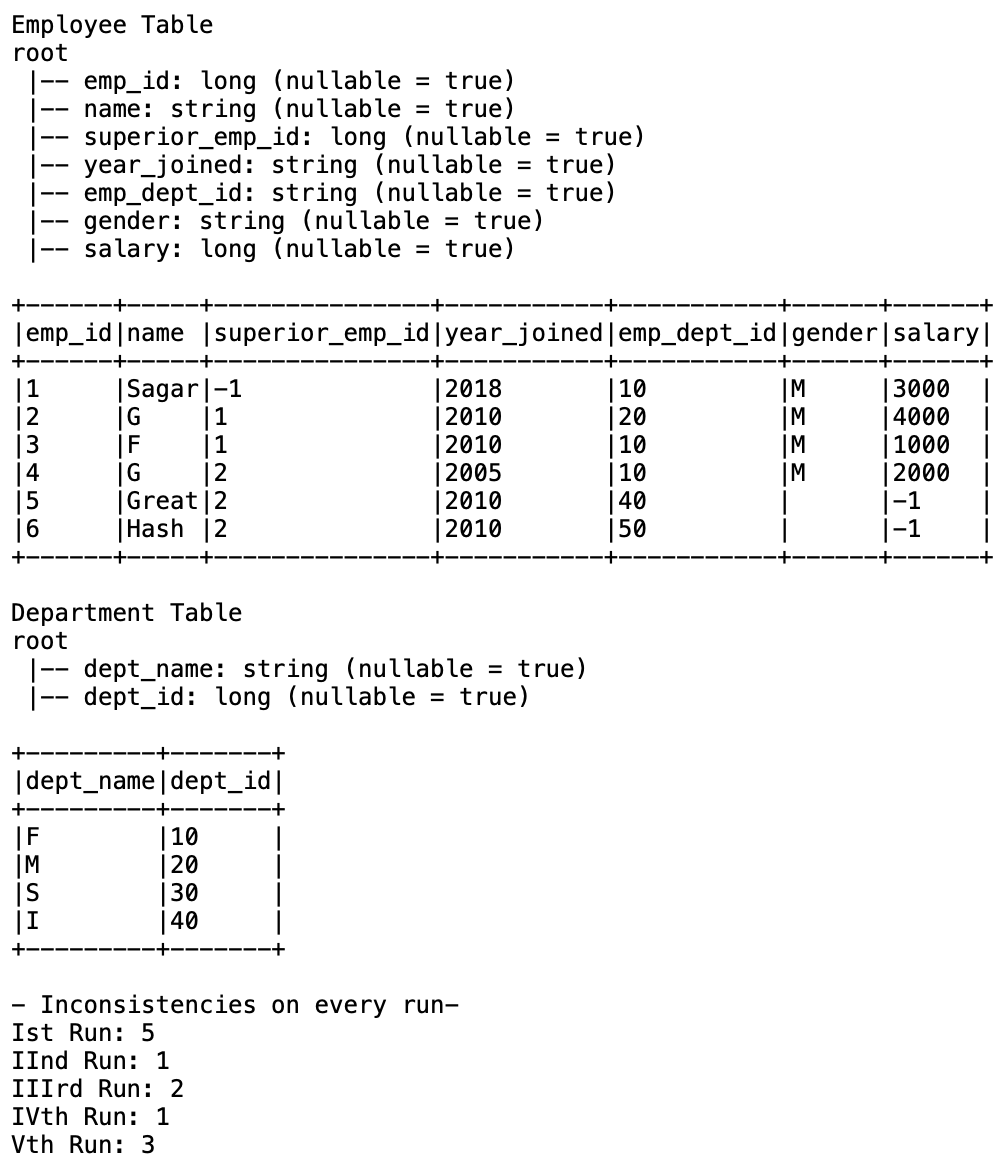 Employee Table
root
 |-- emp_id: long (nullable = true)
 |-- name: string (nullable = true)
 |-- superior_emp_id: long (nullable = true)
 |-- year_joined: string (nullable = true)
 |-- emp_dept_id: string (nullable = true)
 |-- gender: string (nullable = true)
 |-- salary: long (nullable = true)

+------+-----+---------------+-----------+-----------+------+------+
|emp_id|name |superior_emp_id|year_joined|emp_dept_id|gender|salary|
+------+-----+---------------+-----------+-----------+------+------+
|1     |Sagar|-1             |2018       |10         |M     |3000  |
|2     |G    |1              |2010       |20         |M     |4000  |
|3     |F    |1              |2010       |10         |M     |1000  |
|4     |G    |2              |2005       |10         |M     |2000  |
|5     |Great|2              |2010       |40         |      |-1    |
|6     |Hash |2              |2010       |50         |      |-1    |
+------+-----+---------------+-----------+-----------+------+------+

Department Table
root
 |-- dept_name: string (nullable = true)
 |-- dept_id: long (nullable = true)

+---------+-------+
|dept_name|dept_id|
+---------+-------+
|F        |10     |
|M        |20     |
|S        |30     |
|I        |40     |
+---------+-------+

- Inconsistencies on every run-
Ist Run: 5
IInd Run: 1
IIIrd Run: 2
IVth Run: 1
Vth Run: 3